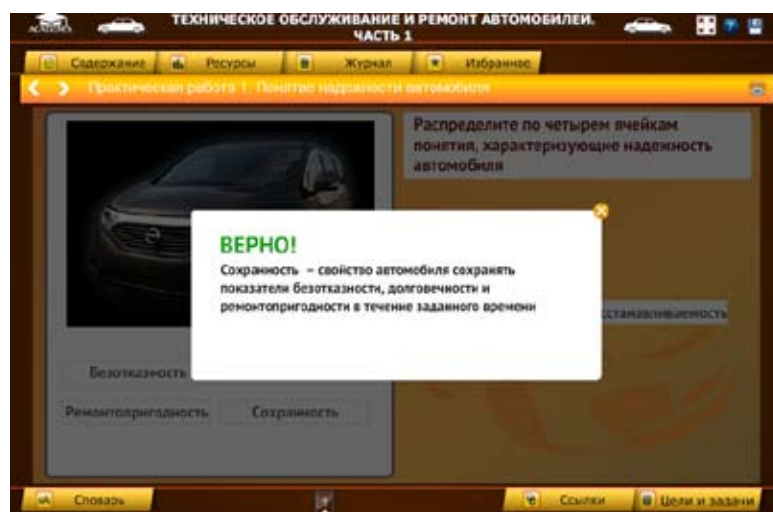 ACADEMIA
ТЕХНИЧЕСКОЕ ОБСЛУЖИВАНИЕ И РЕМОНТ АВТОМОБИЛЕЙ.
ЧАСТЬ 1
Содержание Ресурсы Журнал Избранное
Практическая работа 1. Понятие надежности автомобиля
Распределите по четырем ячейкам
понятия, характеризующие надежность
автомобиля
ВЕРНО!
Сохранность – свойство автомобиля сохранять
показатели безотказности, долговечности и
ремонтопригодности в течение заданного времени
сстанавливаемость
Безотказность
Ремонтопригодность Сохранность
Словарь Ссылки Цели и задачи